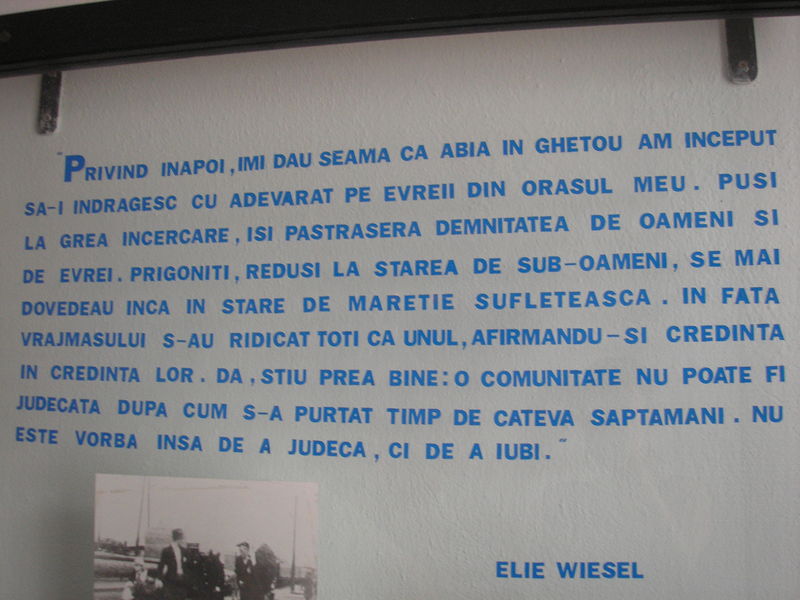 "PRIVIND INAPOI, IMI DAU SEAMA CA ABIA IN GHETOU AM INCEPUT
SA-I INDRAGESC CU ADEVARAT PE EVREII DIN ORASUL MEU. PUSI
LA GREA INCERCARE, ISI PASTRASERA DEMNITATEA DE OAMENI SI
DE EVREI. PRIGONITI, REDUSI LA STAREA DE SUB-OAMENI, SE MAI
DOVEDEAU INCA IN STARE DE MARETIE SUFLETEASCA. IN FATA
VRAJMASULUI S-AU RIDICAT TOTI CA UNUL, AFIRMANDU-SI CREDINTA
IN CREDINTA LOR. DA, STIU PREA BINE: O COMUNITATE NU POATE FI
JUDECATA DUPA CUM S-A PURTAT TIMP DE CATEVA SAPTAMANI. NU
ESTE VORBA INSA DE A JUDECA, CI DE A IUBI."
ELIE WIESEL